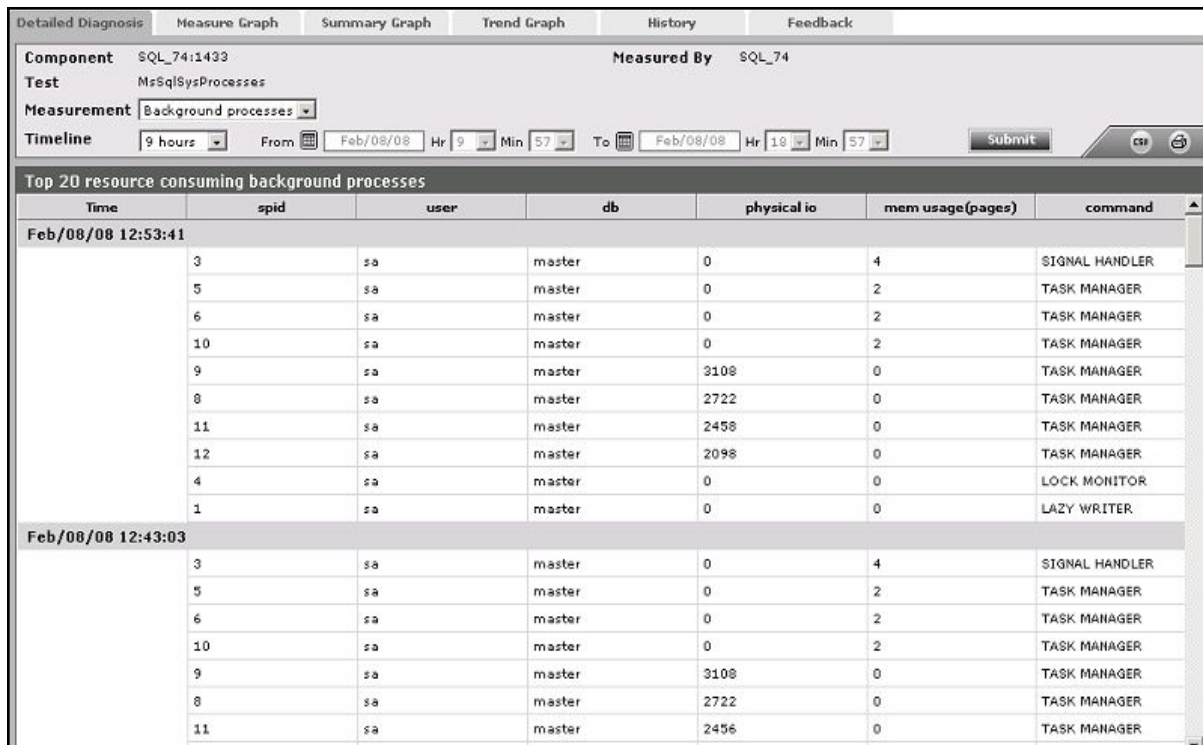 Detailed Diagnosis Measure Graph Summary Graph Trend Graph History Feedback
Component SQL_74:1433 Measured By SQL_74
Test MsSqlSysProcesses
Measurement Background processes
Timeline 9 hours From Feb/08/08 Hr 9 Min 57 To Feb/08/08 Hr 18 Min 57 Submit CSV
Top 20 resource consuming background processes
Time spid user db physical io mem usage(pages) command
Feb/08/08 12:53:41
3 sa master 0 4 SIGNAL HANDLER
5 sa master 0 2 TASK MANAGER
6 sa master 0 2 TASK MANAGER
10 sa master 0 2 TASK MANAGER
9 sa master 3108 0 TASK MANAGER
8 sa master 2722 0 TASK MANAGER
11 sa master 2458 0 TASK MANAGER
12 sa master 2098 0 TASK MANAGER
4 sa master 0 0 LOCK MONITOR
1 sa master 0 0 LAZY WRITER
Feb/08/08 12:43:03
3 sa master 0 4 SIGNAL HANDLER
5 sa master 0 2 TASK MANAGER
6 sa master 0 2 TASK MANAGER
10 sa master 0 2 TASK MANAGER
9 sa master 3108 0 TASK MANAGER
8 sa master 2722 0 TASK MANAGER
11 sa master 2456 0 TASK MANAGER